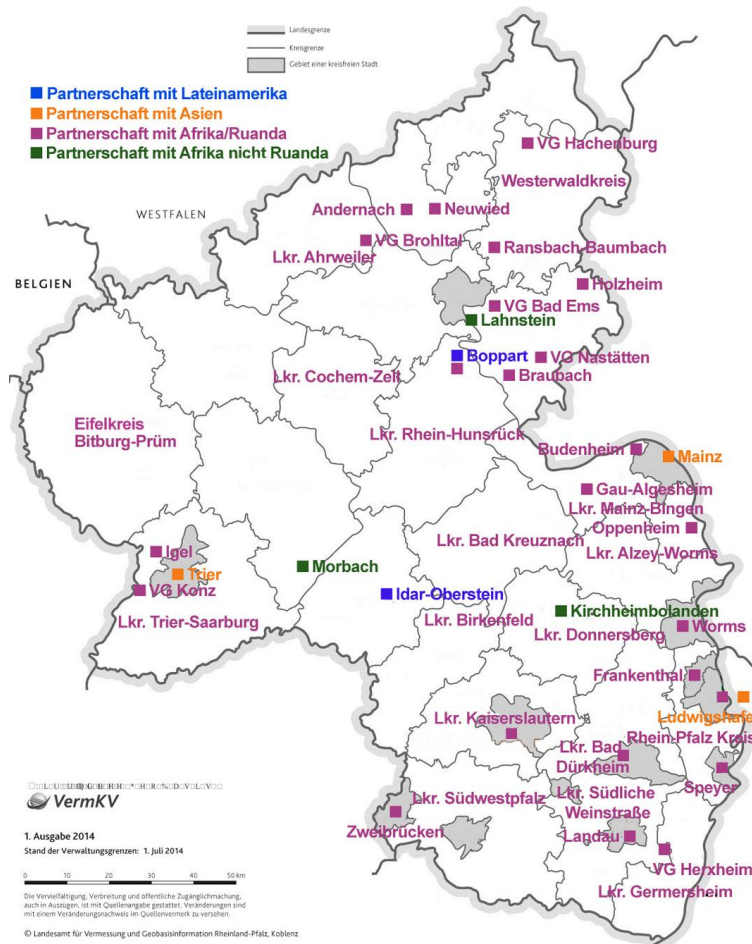 Landesgrenze
Kreisgrenze
Gebiet einer kreisfreien Stadt
Partnerschaft mit Lateinamerika
Partnerschaft mit Asien
Partnerschaft mit Afrika/Ruanda
Partnerschaft mit Afrika nicht Ruanda
VG Hachenburg
Westerwaldkreis
WESTFALEN
Andernach
Neuwied
VG Brohltal
Lkr. Ahrweiler
Ransbach-Baumbach
BELGIEN
Holzheim
VG Bad Ems
Lahnstein
Boppart
VG Nastätten
Braubach
Lkr. Cochem-Zell
Eifelkreis
Bitburg-Prüm
Lkr. Rhein-Hunsrück
Budenheim
Mainz
Gau-Algesheim
Lkr. Mainz-Bingen
Oppenheim
Lkr. Bad Kreuznach
Lkr. Alzey-Worms
Igel
Trier
VG Konz
Lkr. Trier-Saarburg
Morbach
Idar-Oberstein
Lkr. Birkenfeld
Kirchheimbolanden
Lkr. Donnersberg
Worms
Frankenthal
Ludwigshafe
Lkr. Kaiserslautern
Rhein Pfalz Kreis
Lkr. Bad
Dürkheim
Speyer
Lkr. Südwestpfalz
Lkr. Südliche
Weinstraße
Zweibrücken
Landau
VG Herxheim
Lkr. Germersheim
VermKV
1. Ausgabe 2014
Stand der Verwaltungsgrenzen: 1. Juli 2014
0 10 20 30 40 50 km
Die Vervielfältigung, Verbreitung und öffentliche Zugänglichmachung,
auch in Auszügen, ist mit Quellenangabe gestattet. Veränderungen sind
mit einem Veränderungsnachweis im Quellenvermerk zu versehen.
© Landesamt für Vermessung und Geobasisinformation Rheinland-Pfalz, Koblenz